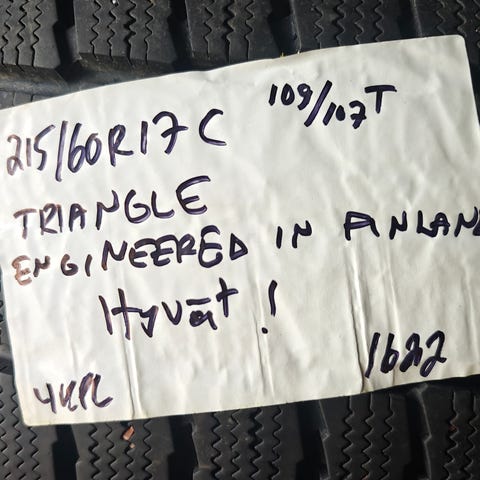 215/60R17C 109/107T
TRIANGLE
ENGINEERED IN FINLAND
Hyvät!
4KPL 1622